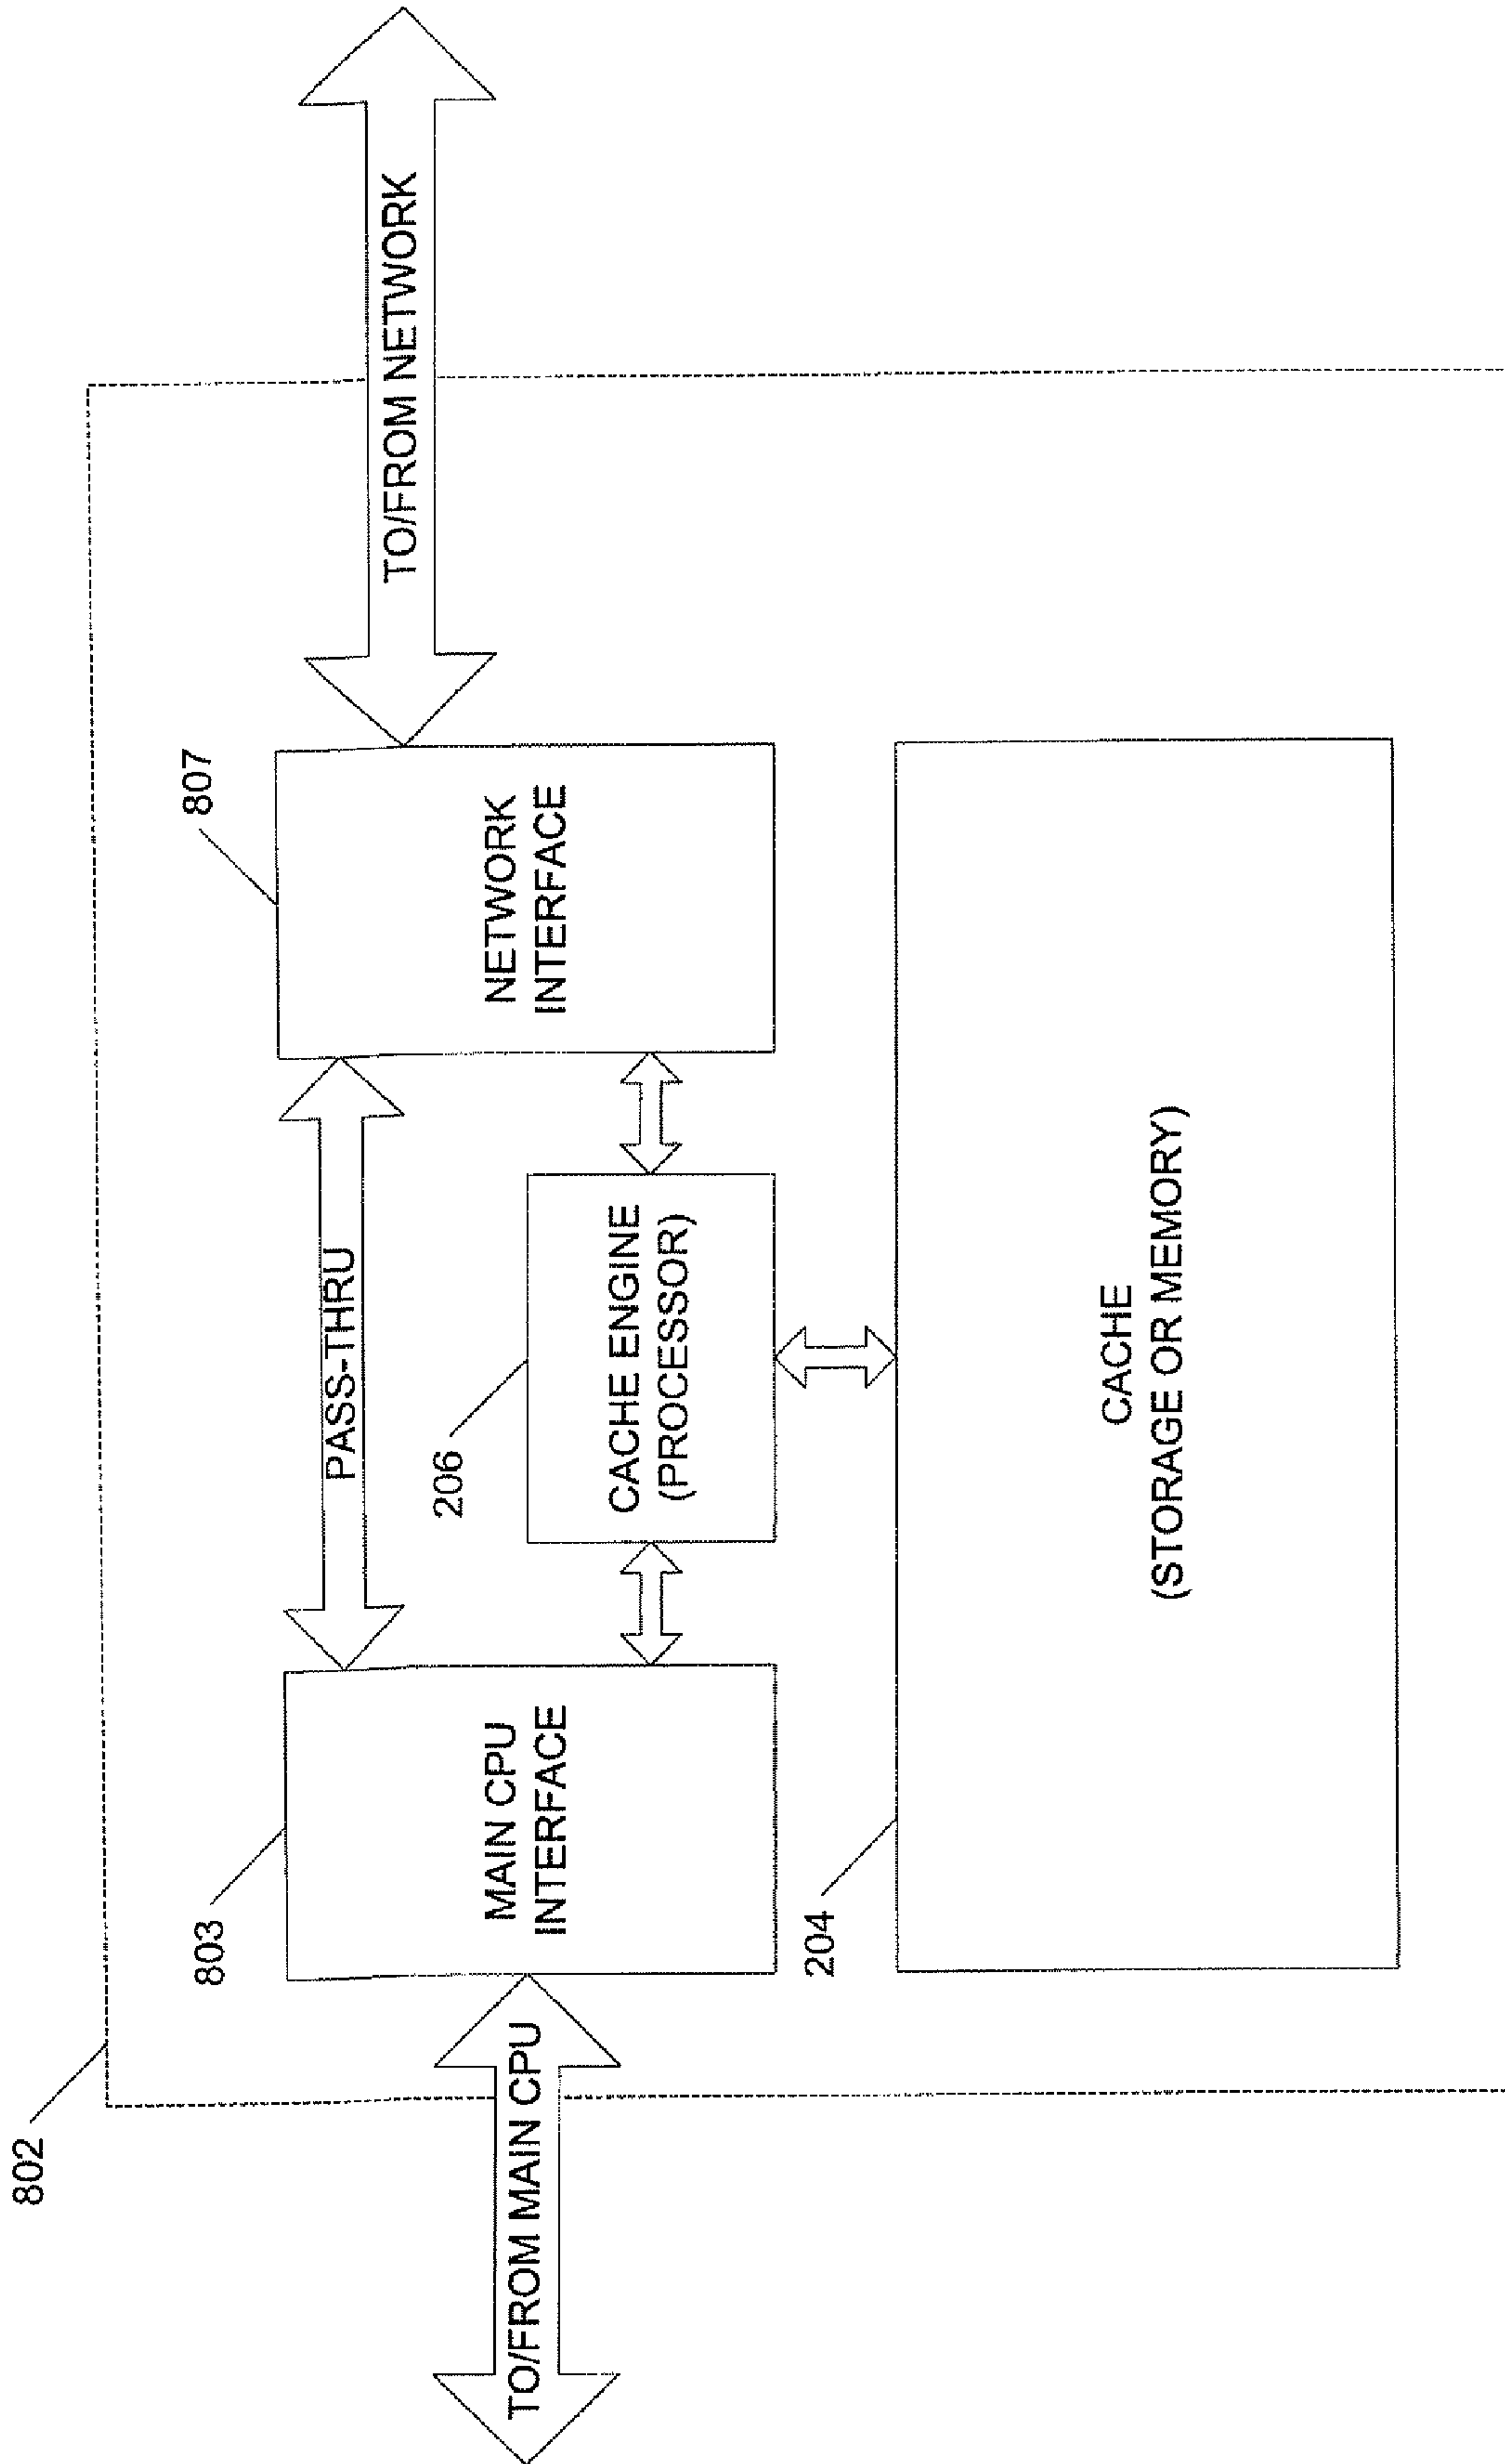 802
TO/FROM MAIN CPU
803
MAIN CPU
INTERFACE
PASS-THRU
206
CACHE ENGINE
(PROCESSOR)
807
NETWORK
INTERFACE
TO/FROM NETWORK
204
CACHE
(STORAGE OR MEMORY)